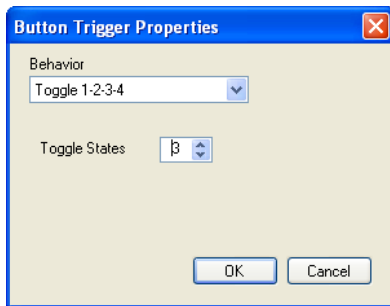 Button Trigger Properties
Behavior
Toggle 1-2-3-4
Toggle States 3
OK Cancel